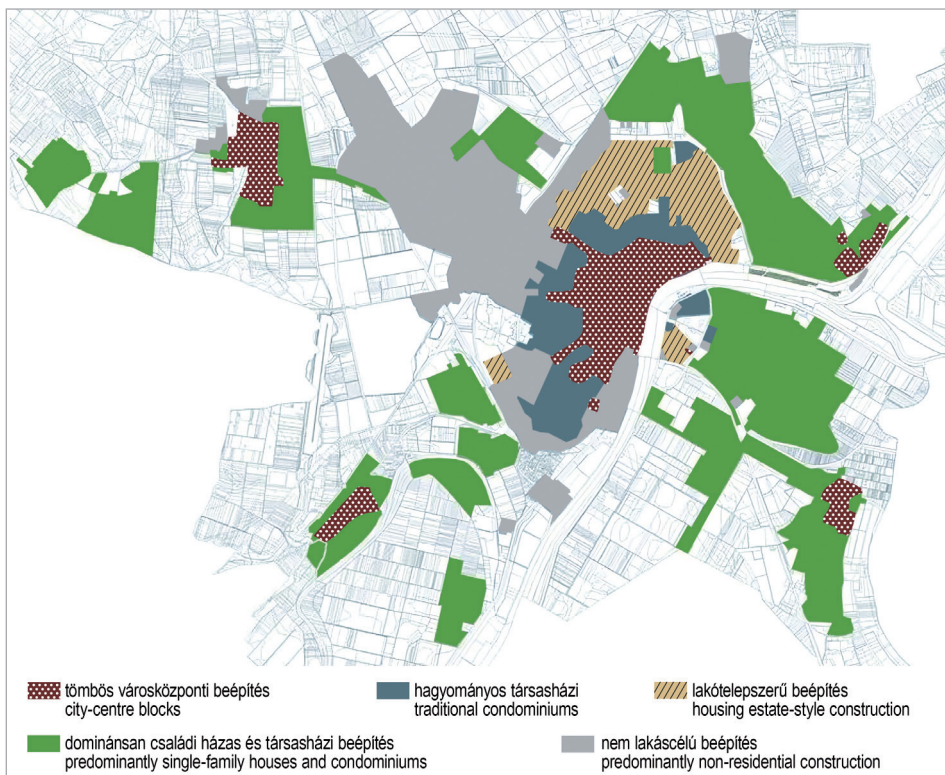 tömbös városközponti beépítés
city-centre blocks
hagyományos társasházi
traditional condominiums
lakótelepszerű beépítés
housing estate-style construction
dominánsan családi házas és társasházi beépítés
predominantly single-family houses and condominiums
nem lakáscélú beépítés
predominantly non-residential construction